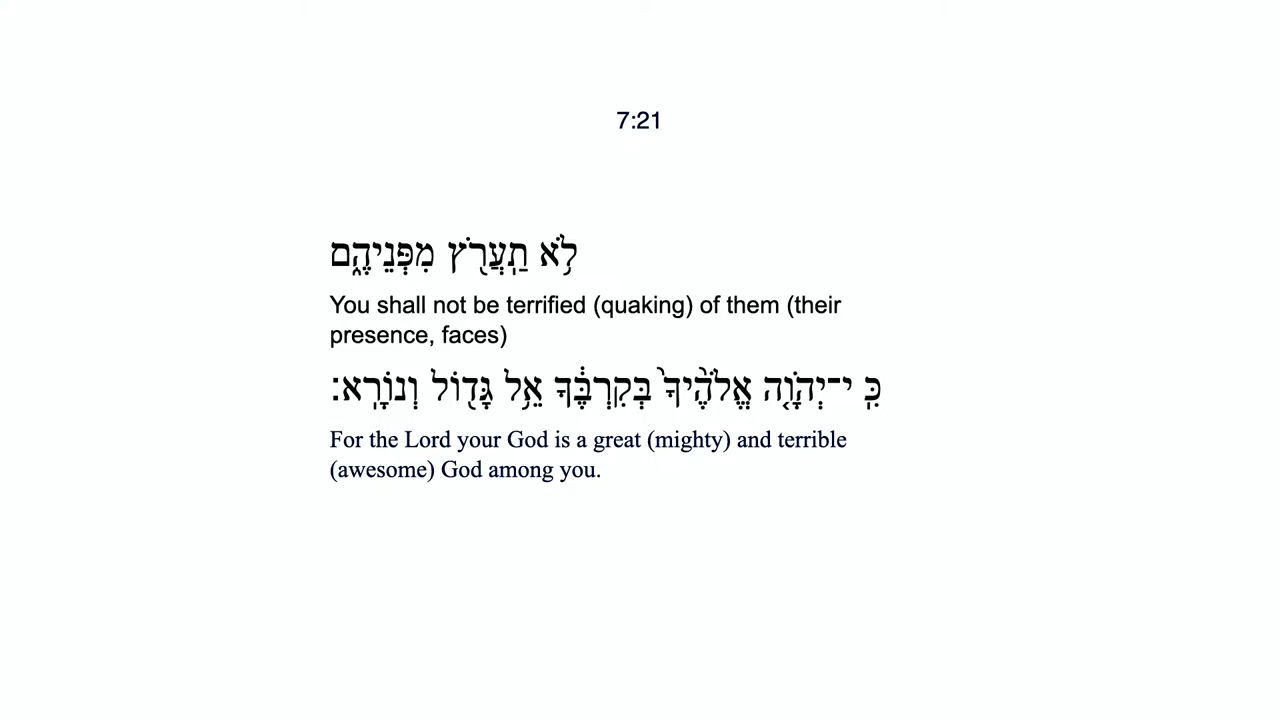 7:21
לֹ֥א תַעֲרֹ֖ץ מִפְּנֵיהֶ֑ם
You shall not be terrified (quaking) of them (their
presence, faces)
כִּֽ י־יְהֹוָ֤ה אֱלֹהֶ֙יךָ֙ בְּקִרְבֶּ֔ךָ אֵ֥ל גָּד֖וֹל וְנוֹרָֽא׃
For the Lord your God is a great (mighty) and terrible
(awesome) God among you.